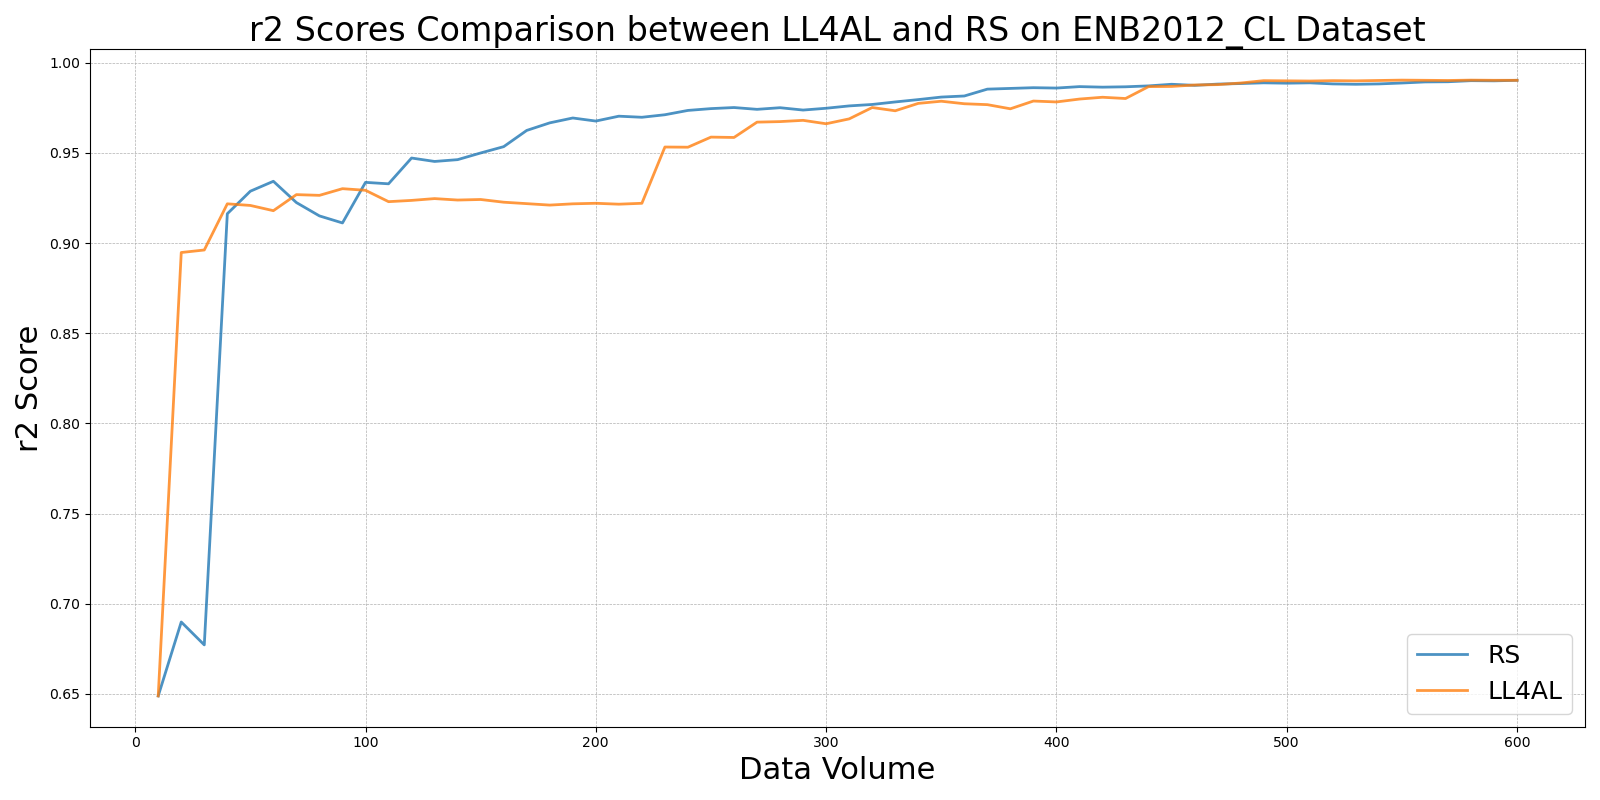 r2 Scores Comparison between LL4AL and RS on ENB2012_CL Dataset
1.00
0.95
0.90
0.85
0.80
0.75
0.70
0.65
r2 Score
RS
LL4AL
0 100 200 300 400 500 600
Data Volume